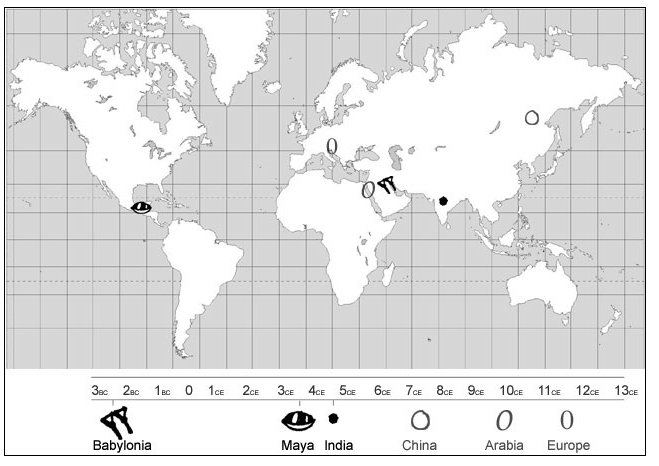 3BC 2BC 1BC 0 1CE 2CE 3CE 4CE 5CE 6CE 7CE 8CE 9CE 10CE 11CE 12CE 13CE
Babylonia Maya India China Arabia Europe